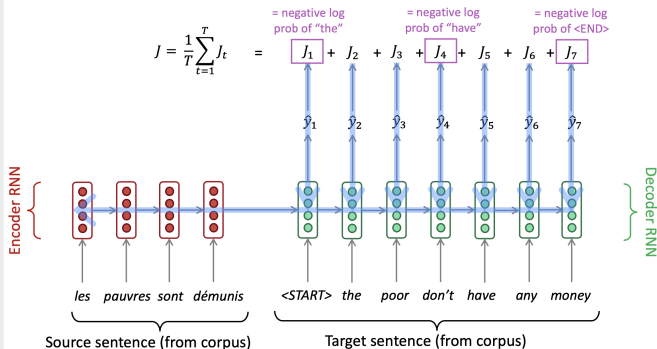 = negative log prob of “the”
= negative log prob of “have”
= negative log prob of <END>
J = 1/T ∑_{t=1}^{T} J_t = J_1 + J_2 + J_3 + J_4 + J_5 + J_6 + J_7
ŷ_1 ŷ_2 ŷ_3 ŷ_4 ŷ_5 ŷ_6 ŷ_7
Encoder RNN
Decoder RNN
les pauvres sont démunis <START> the poor don’t have any money
Source sentence (from corpus)
Target sentence (from corpus)